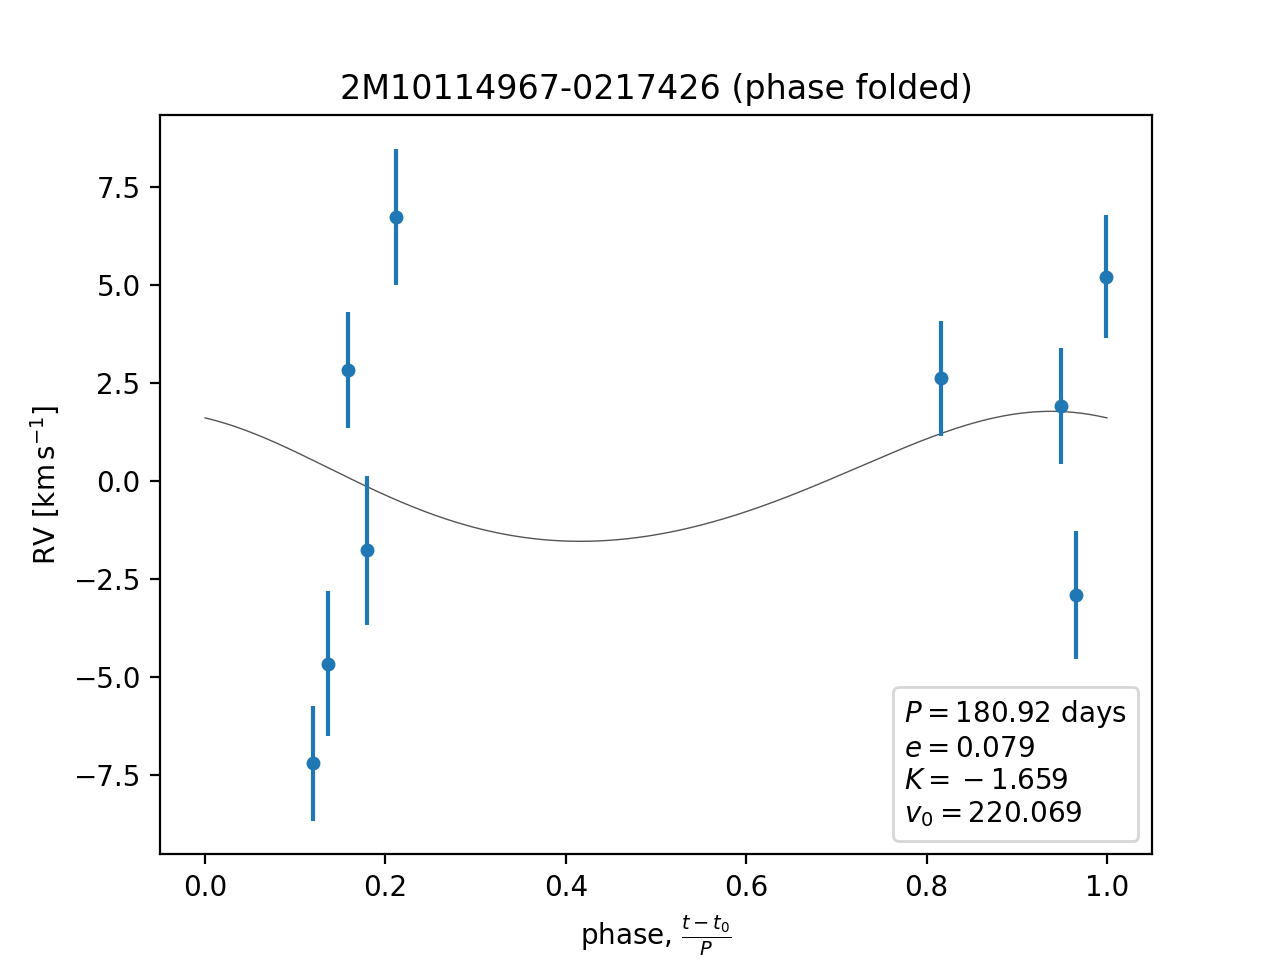 2M10114967-0217426 (phase folded)
7.5
5.0
2.5
0.0
−2.5
−5.0
−7.5
RV [km s⁻¹]
P = 180.92 days
e = 0.079
K = −1.659
v₀ = 220.069
0.0 0.2 0.4 0.6 0.8 1.0
phase, (t − t₀)/P